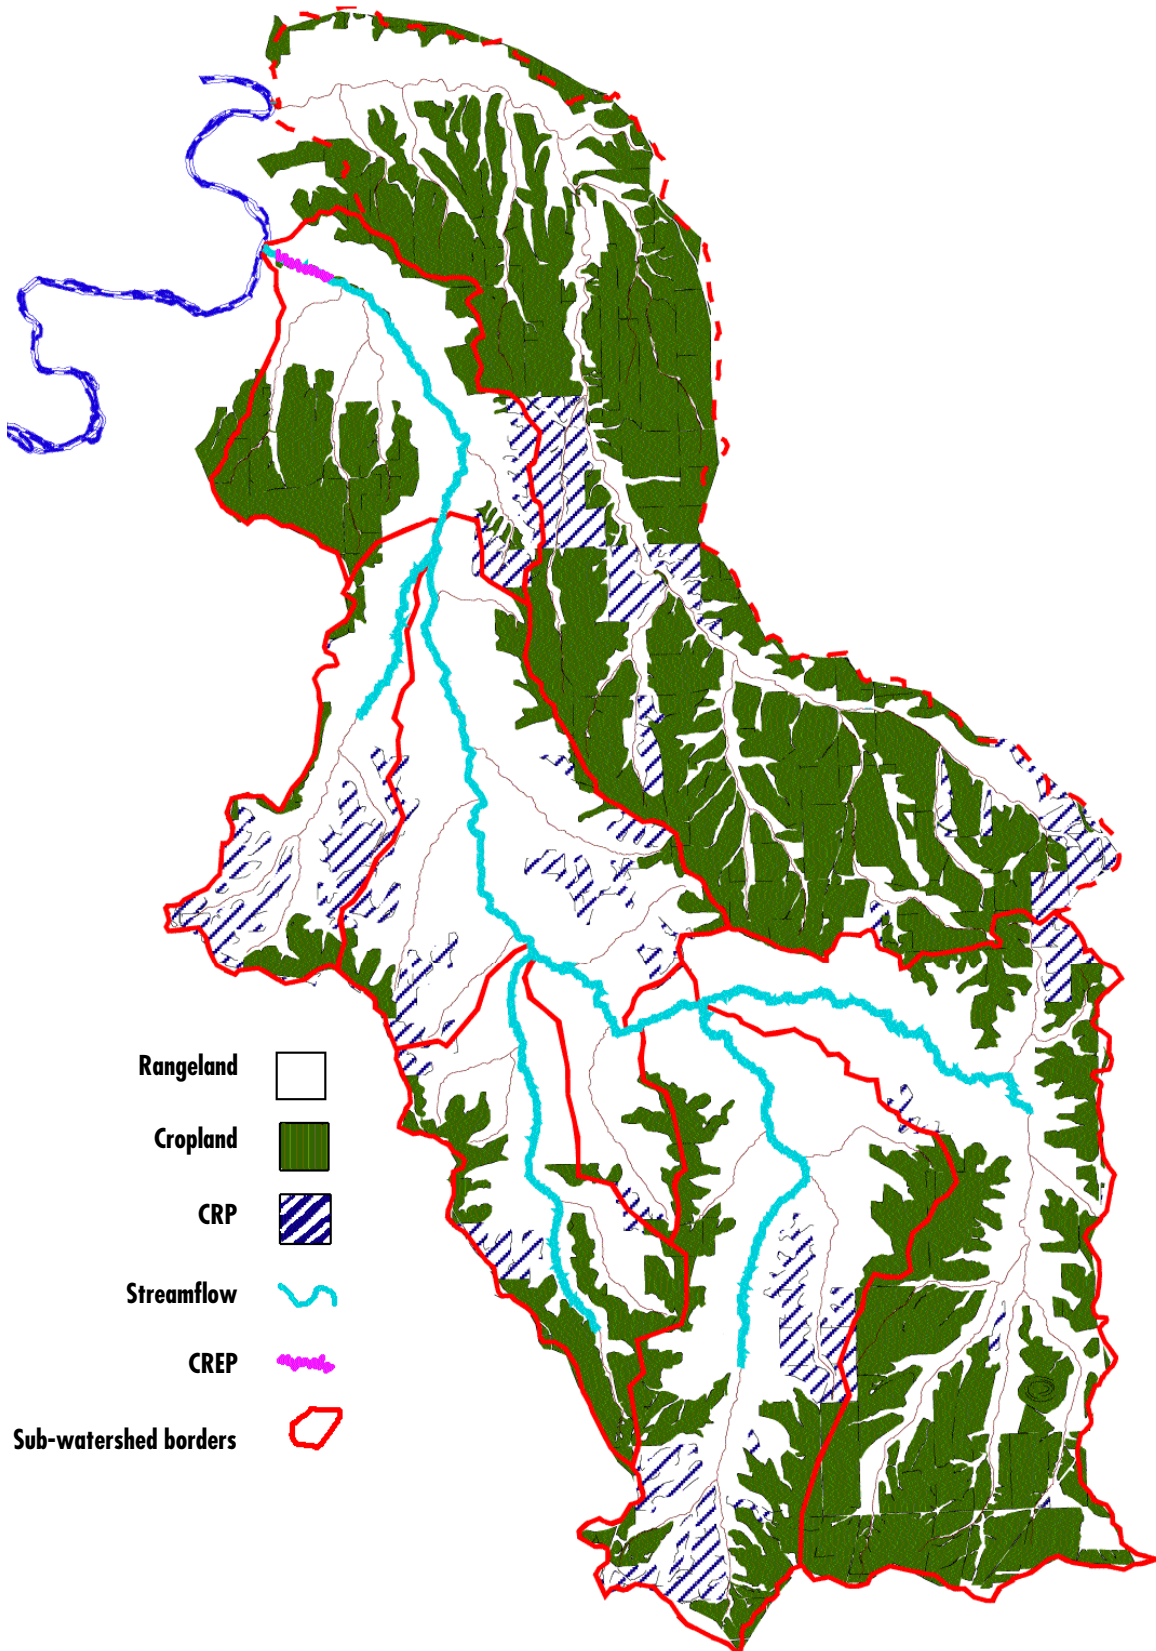 Rangeland
Cropland
CRP
Streamflow
CREP
Sub-watershed borders